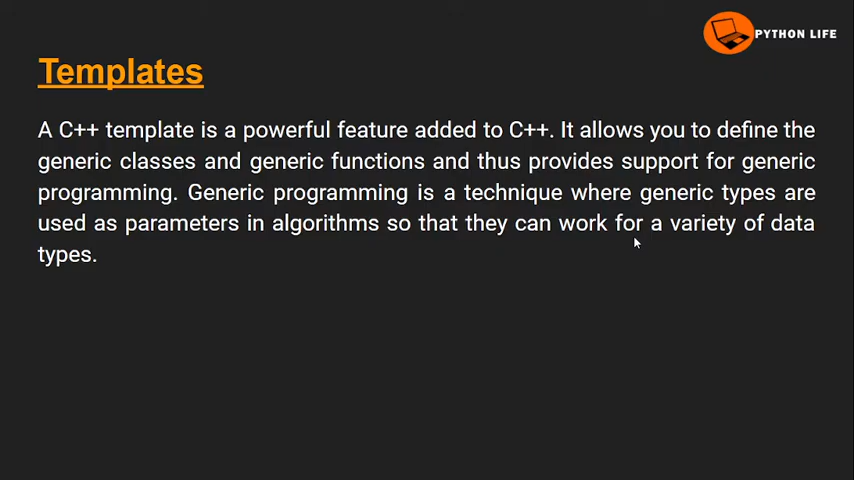 PYTHON LIFE
Templates
A C++ template is a powerful feature added to C++. It allows you to define the
generic classes and generic functions and thus provides support for generic
programming. Generic programming is a technique where generic types are
used as parameters in algorithms so that they can work for a variety of data
types.